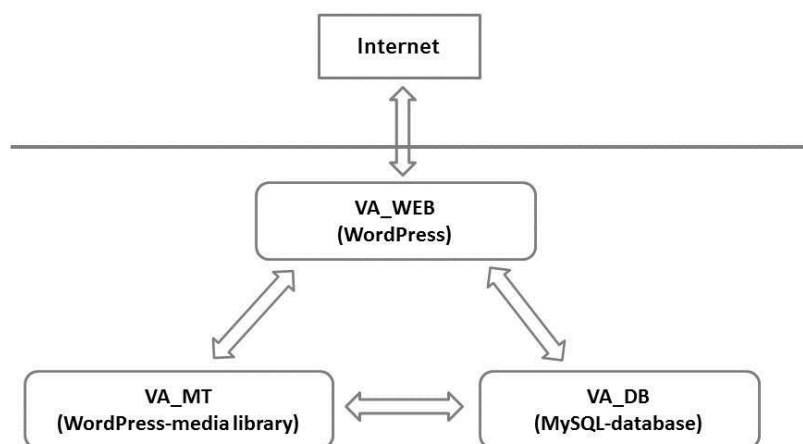 Internet
VA_WEB
(WordPress)
VA_MT
(WordPress-media library)
VA_DB
(MySQL-database)